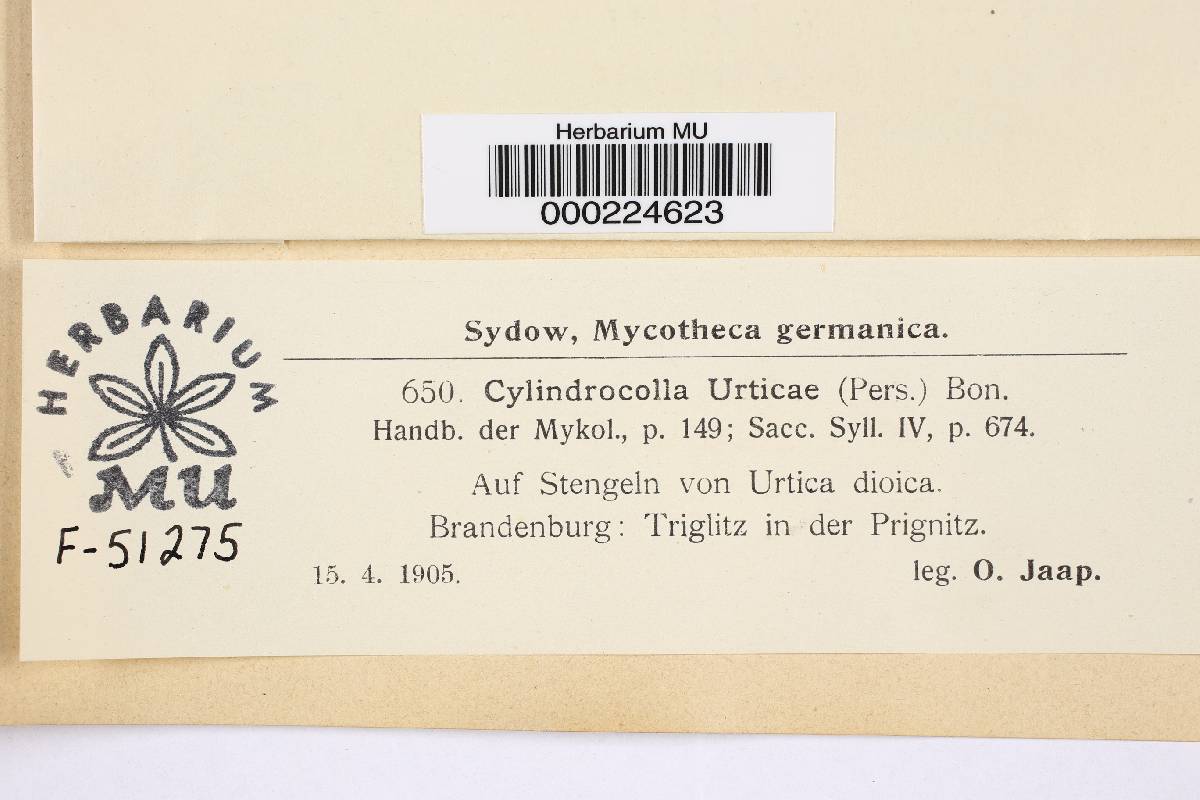 Herbarium MU
000224623
HERBARIUM
MU
F-51275
Sydow, Mycotheca germanica.
650. Cylindrocolla Urticae (Pers.) Bon.
Handb. der Mykol., p. 149; Sacc. Syll. IV, p. 674.
Auf Stengeln von Urtica dioica.
Brandenburg: Triglitz in der Prignitz.
15. 4. 1905. leg. O. Jaap.